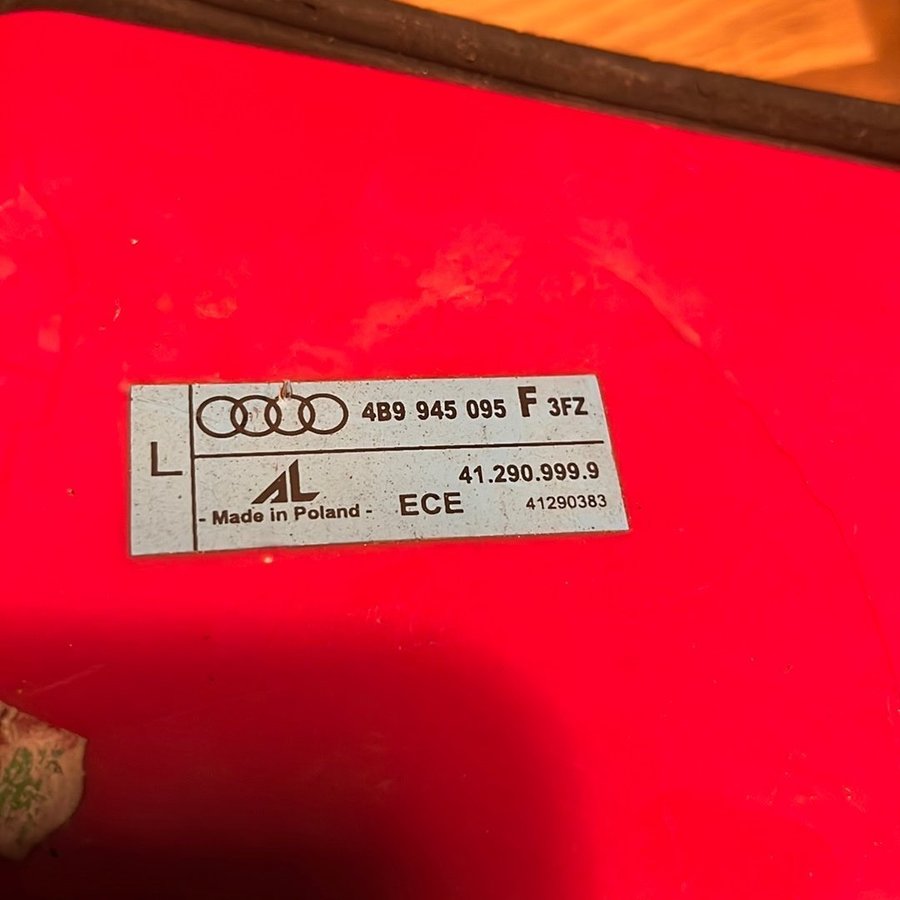 L
4B9 945 095 F 3FZ
AL
41.290.999.9
- Made in Poland -
ECE
41290383